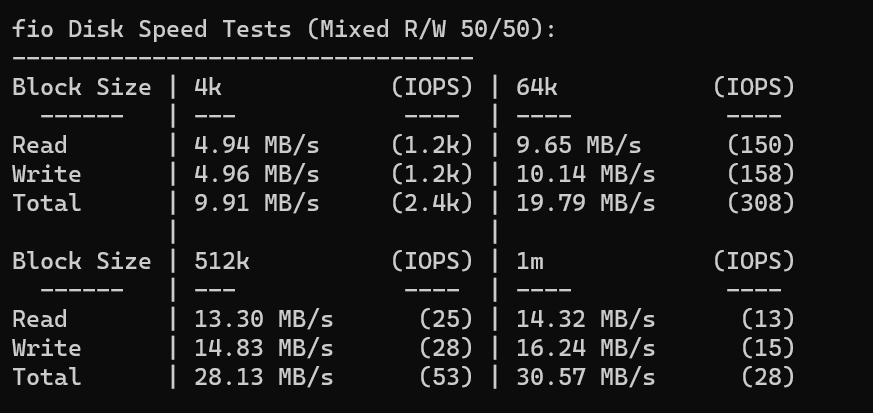 fio Disk Speed Tests (Mixed R/W 50/50):
---------------------------------
Block Size | 4k            (IOPS) | 64k           (IOPS)
  ------   | ---            ----  | ----           ----
Read       | 4.94 MB/s     (1.2k) | 9.65 MB/s      (150)
Write      | 4.96 MB/s     (1.2k) | 10.14 MB/s     (158)
Total      | 9.91 MB/s     (2.4k) | 19.79 MB/s     (308)
           |                      |
Block Size | 512k          (IOPS) | 1m            (IOPS)
  ------   | ---            ----  | ----           ----
Read       | 13.30 MB/s      (25) | 14.32 MB/s      (13)
Write      | 14.83 MB/s      (28) | 16.24 MB/s      (15)
Total      | 28.13 MB/s      (53) | 30.57 MB/s      (28)